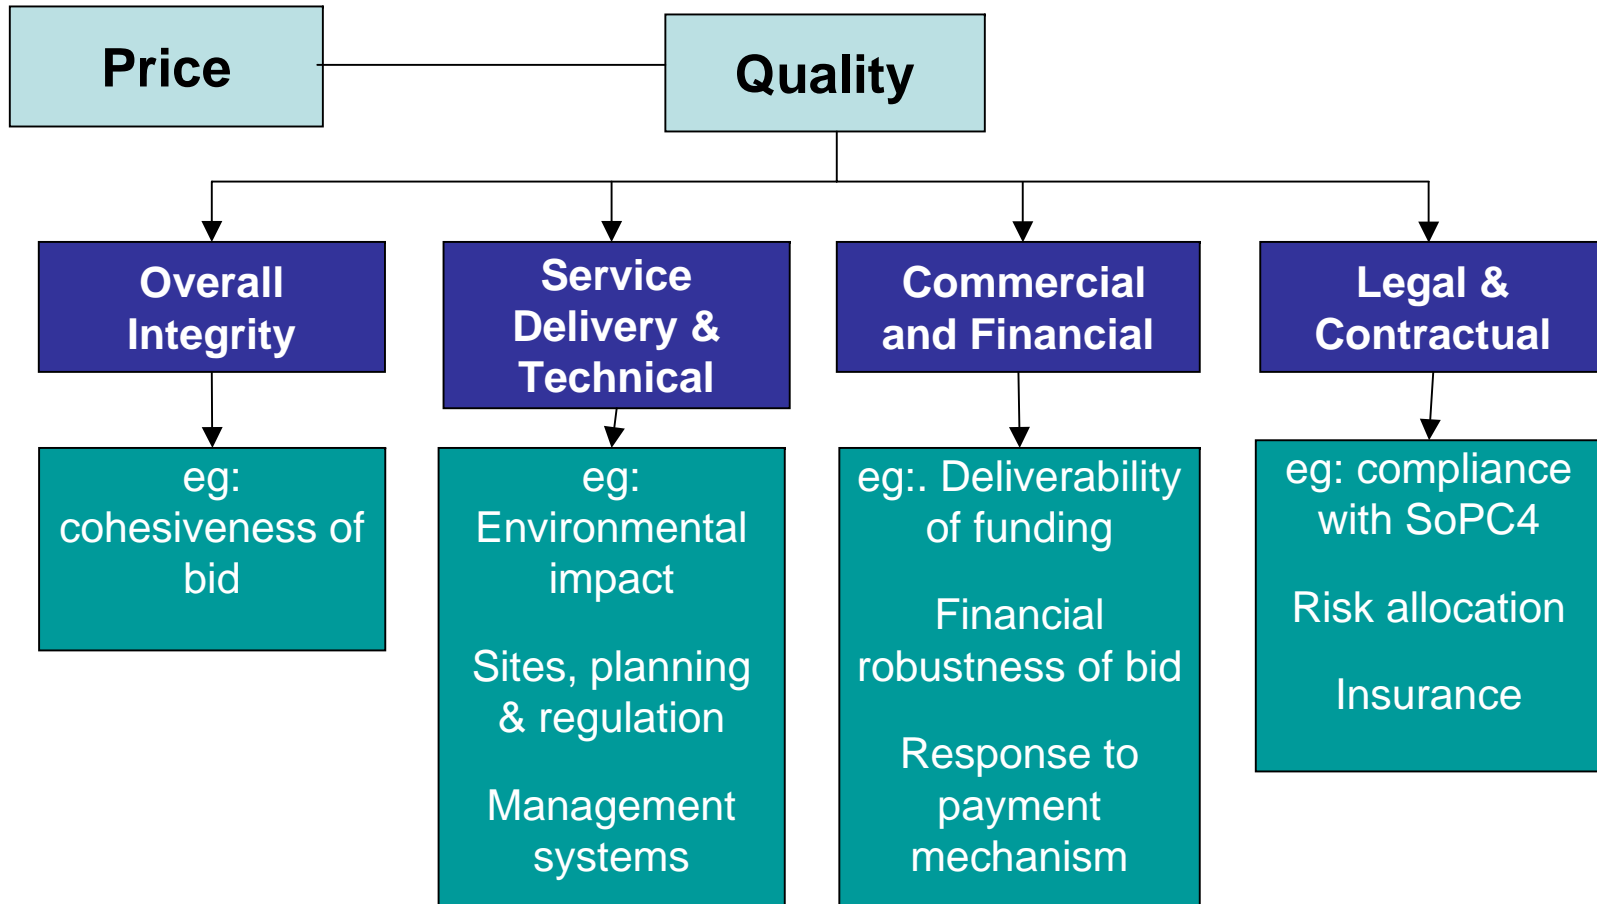 Price
Quality
Overall
Integrity
Service
Delivery &
Technical
Commercial
and Financial
Legal &
Contractual
eg:
cohesiveness of
bid
eg:
Environmental
impact
Sites, planning
& regulation
Management
systems
eg:. Deliverability
of funding
Financial
robustness of bid
Response to
payment
mechanism
eg: compliance
with SoPC4
Risk allocation
Insurance